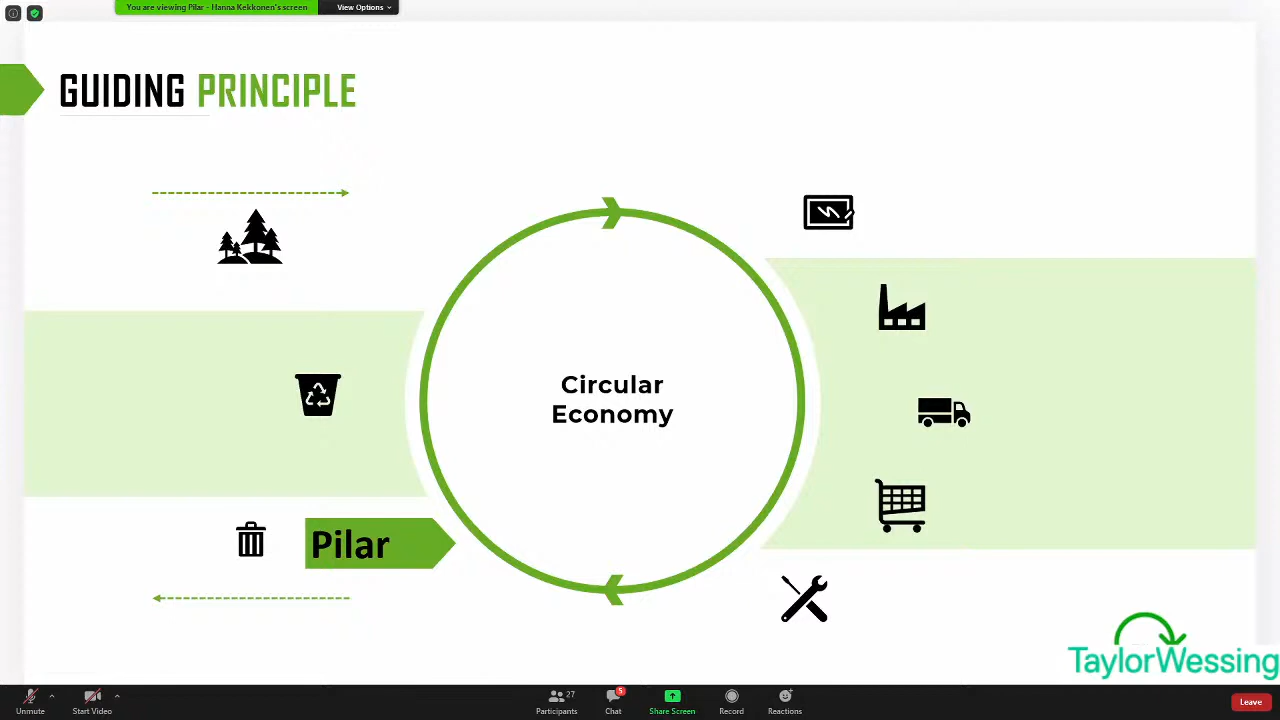 You are viewing Pilar - Hanna Kekkonen's screen
View Options
GUIDING PRINCIPLE
Circular
Economy
Pilar
TaylorWessing
Unmute
Start Video
27
Participants
5
Chat
Share Screen
Record
Reactions
Leave